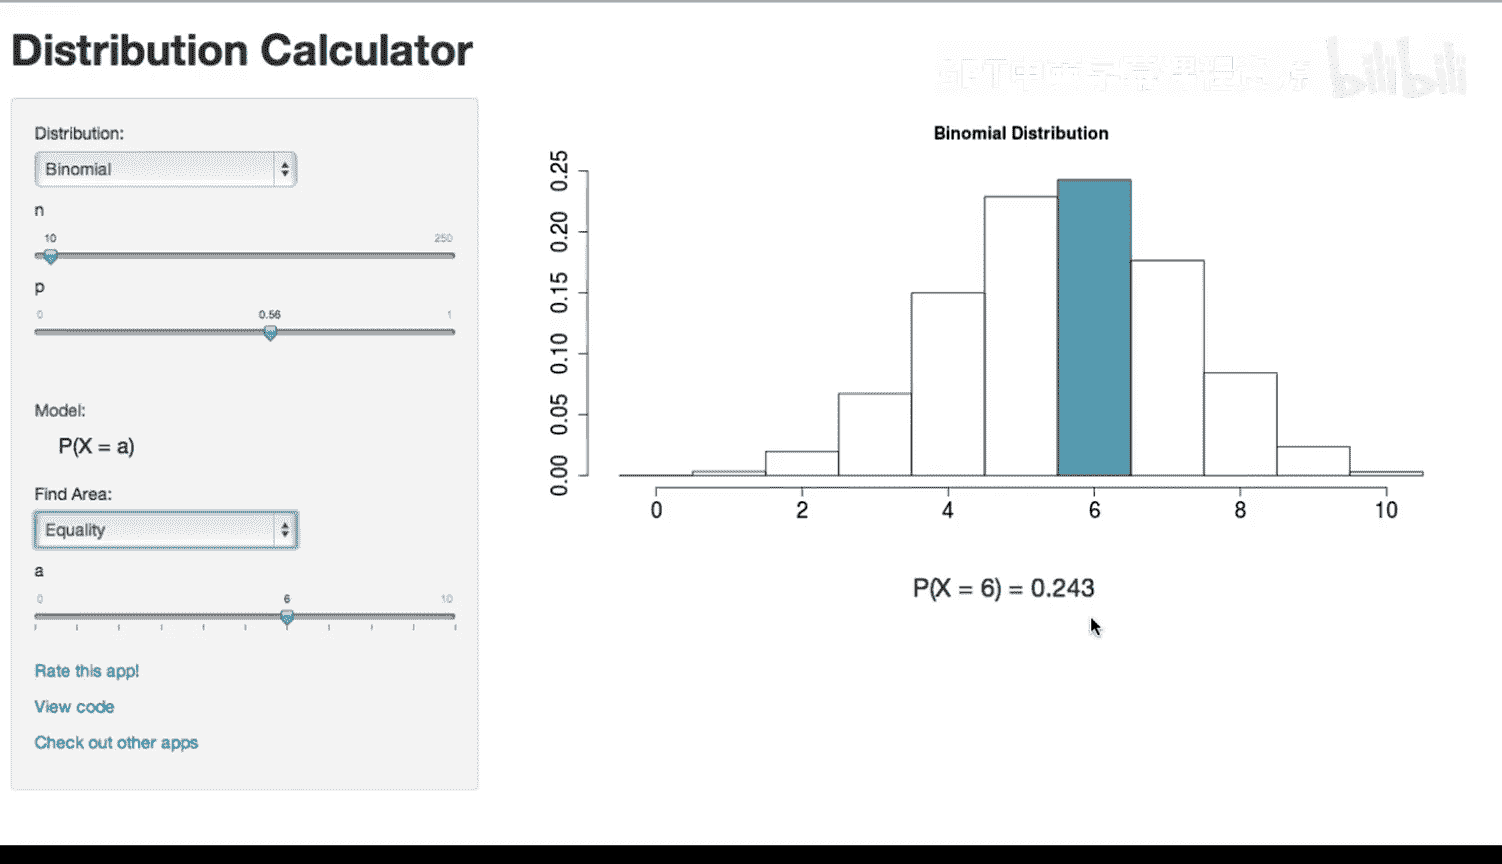 Distribution Calculator
bilibili
Distribution:
Binomial
n
10
250
p
0
0.56
1
Model:
P(X = a)
Find Area:
Equality
a
0
6
10
Rate this app!
View code
Check out other apps
Binomial Distribution
0.25
0.20
0.15
0.10
0.05
0.00
0 2 4 6 8 10
P(X = 6) = 0.243